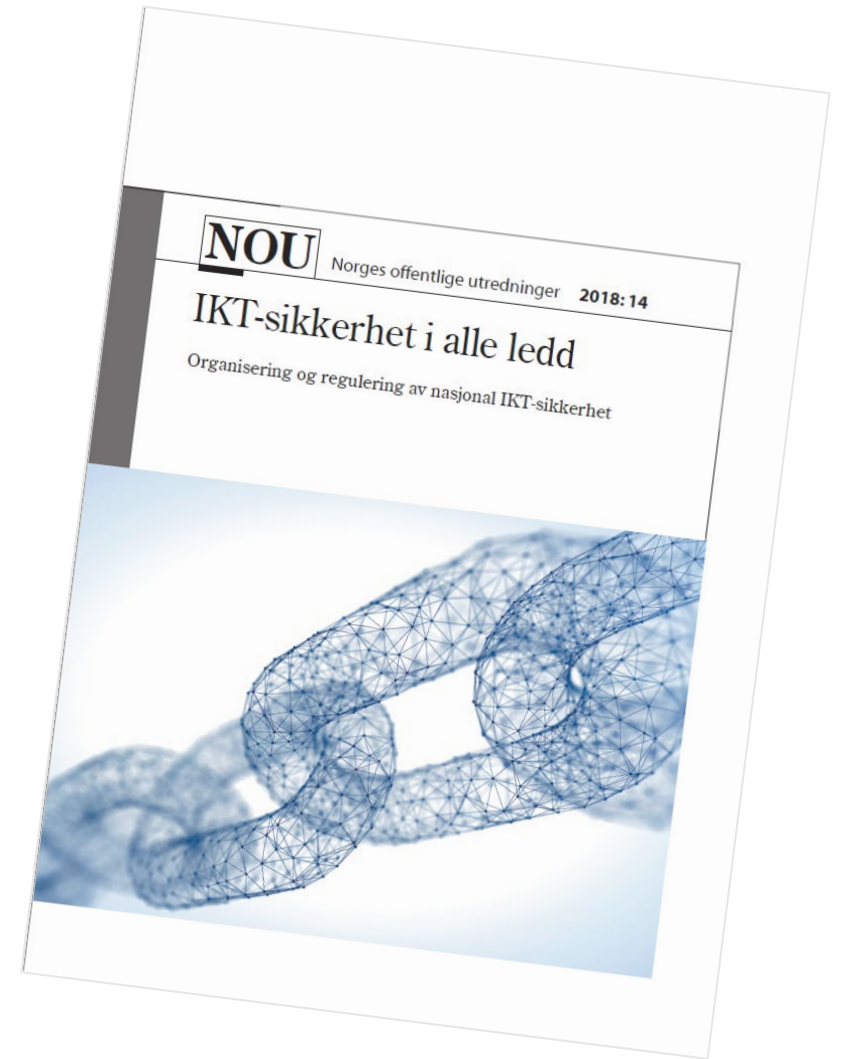 NOU Norges offentlige utredninger 2018: 14
IKT-sikkerhet i alle ledd
Organisering og regulering av nasjonal IKT-sikkerhet